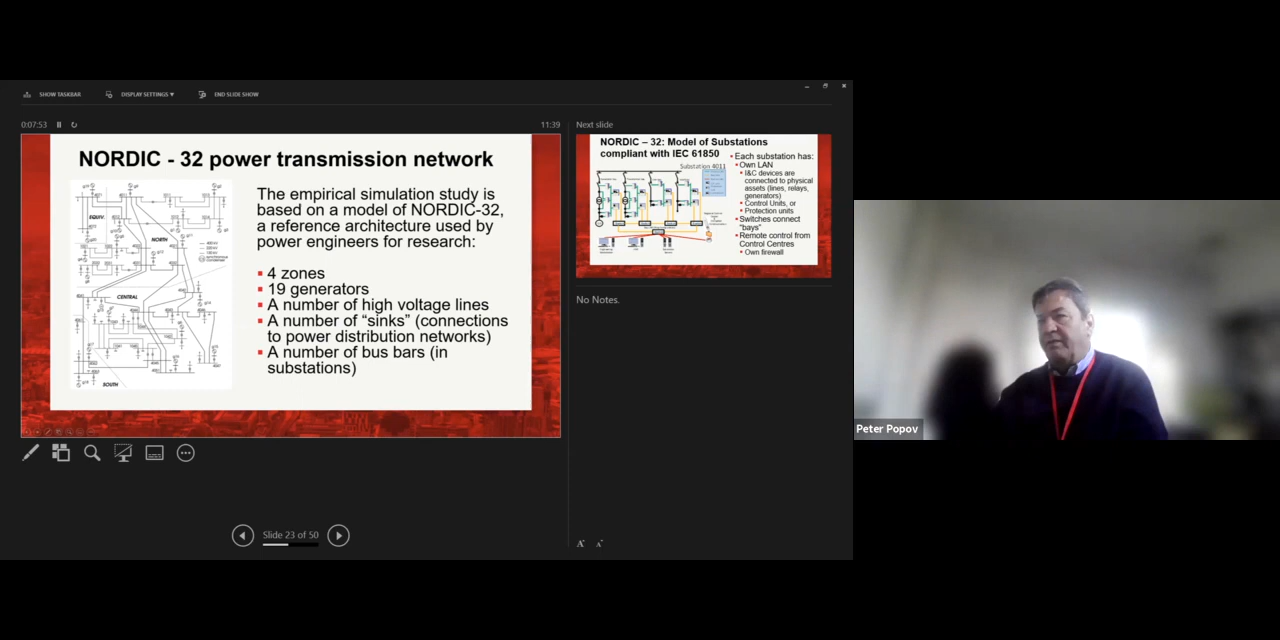 SHOW TASKBAR
DISPLAY SETTINGS ▼
END SLIDE SHOW
0:07:53
11:39
NORDIC - 32 power transmission network
EQUIV.
NORTH
CENTRAL
SOUTH
The empirical simulation study is
based on a model of NORDIC-32,
a reference architecture used by
power engineers for research:
▪ 4 zones
▪ 19 generators
▪ A number of high voltage lines
▪ A number of “sinks” (connections
to power distribution networks)
▪ A number of bus bars (in
substations)
Slide 23 of 50
Next slide
NORDIC – 32: Model of Substations
compliant with IEC 61850
Substation 4011
▪ Each substation has:
▪ Own LAN
▪ I&C devices are
connected to physical
assets (lines, relays,
generators)
▪ Control Units, or
▪ Protection units
▪ Switches connect
“bays”
▪ Remote control from
Control Centres
▪ Own firewall
No Notes.
A A
Peter Popov